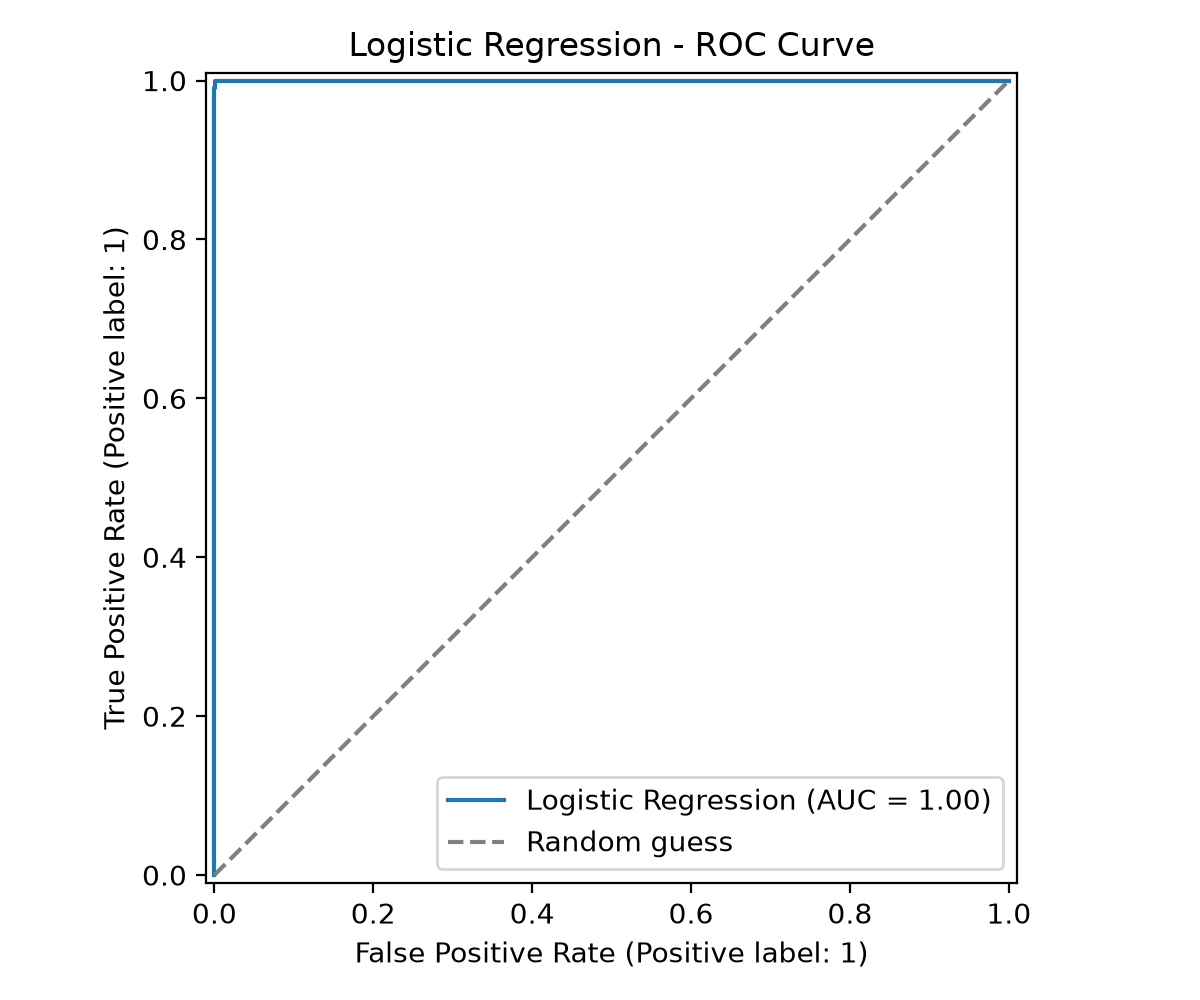 Logistic Regression - ROC Curve
True Positive Rate (Positive label: 1)
1.0
0.8
0.6
0.4
0.2
0.0
Logistic Regression (AUC = 1.00)
Random guess
0.0 0.2 0.4 0.6 0.8 1.0
False Positive Rate (Positive label: 1)